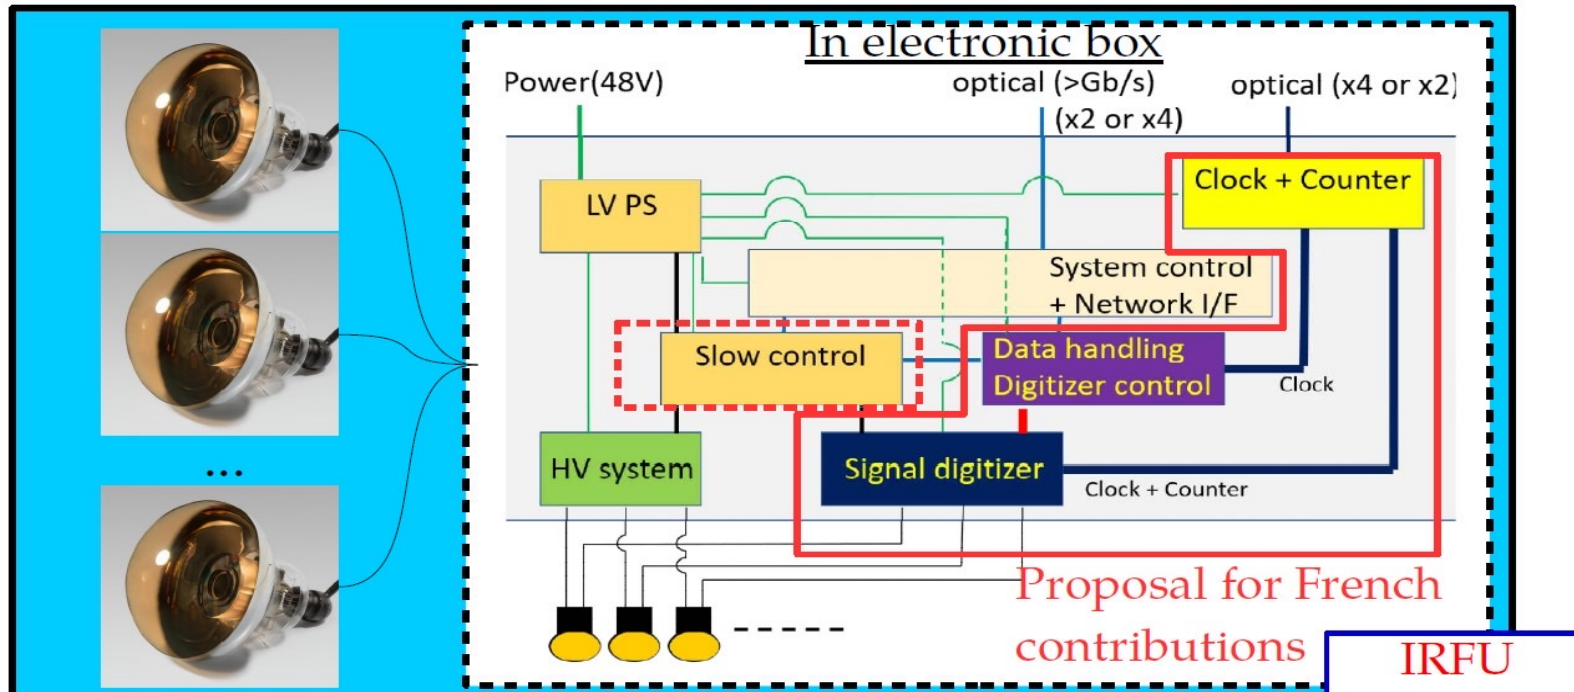 In electronic box
Power(48V)
optical (>Gb/s)
(x2 or x4)
optical (x4 or x2)
Clock + Counter
LV PS
System control
+ Network I/F
Slow control
Data handling
Digitizer control
Clock
HV system
Signal digitizer
Clock + Counter
...
Proposal for French
contributions
IRFU